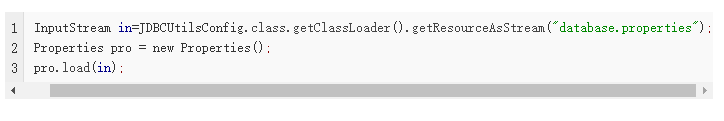 1 InputStream in=JDBCUtilsConfig.class.getClassLoader().getResourceAsStream("database.properties");
2 Properties pro = new Properties();
3 pro.load(in);